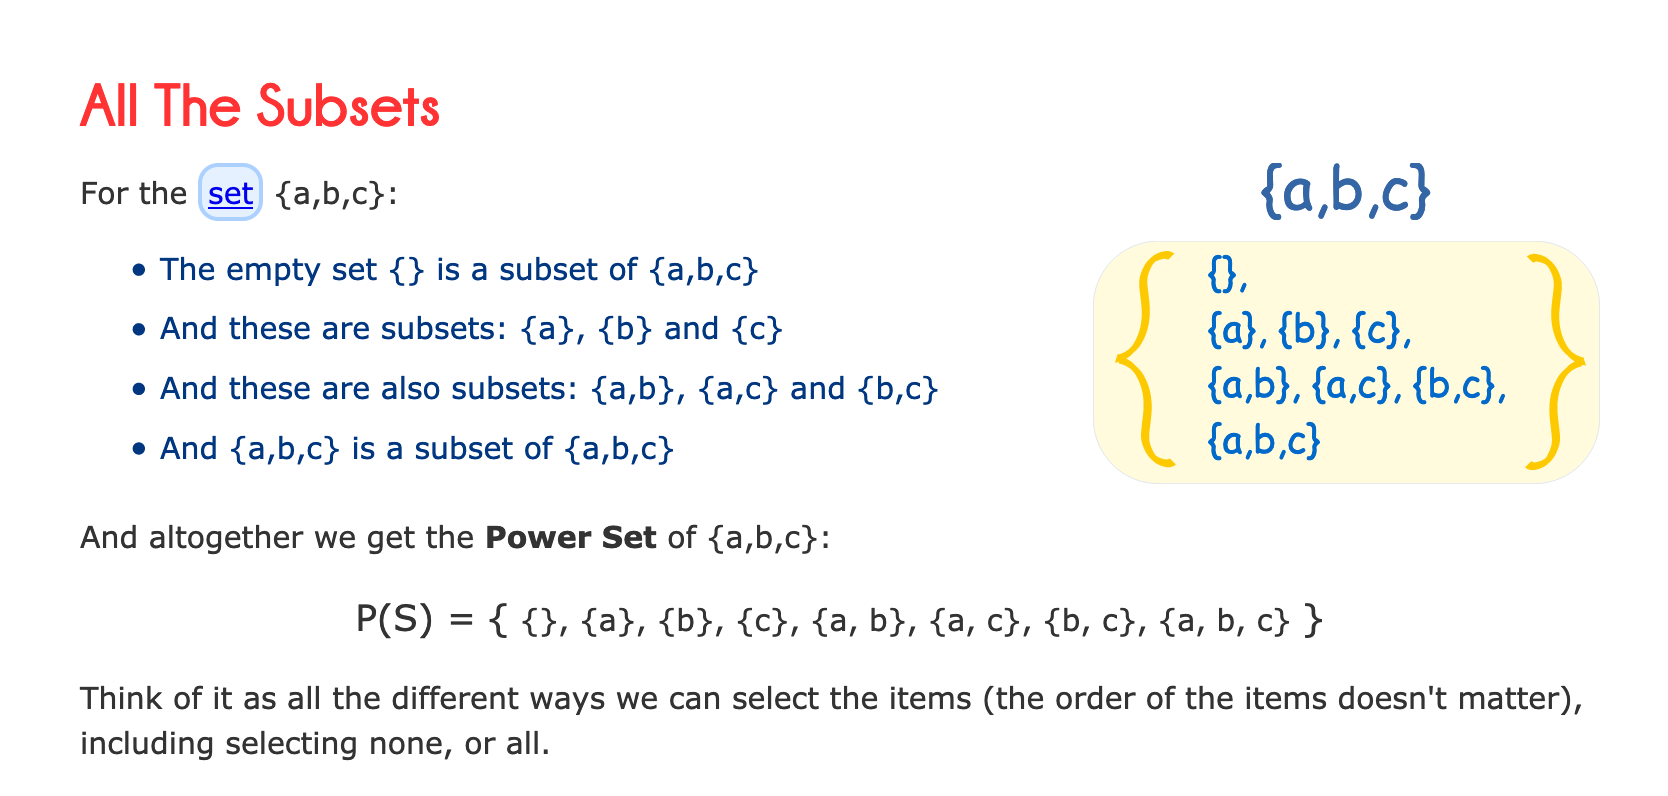 All The Subsets
For the set {a,b,c}:
• The empty set {} is a subset of {a,b,c}
• And these are subsets: {a}, {b} and {c}
• And these are also subsets: {a,b}, {a,c} and {b,c}
• And {a,b,c} is a subset of {a,b,c}
{a,b,c}
{ {},
{a}, {b}, {c},
{a,b}, {a,c}, {b,c},
{a,b,c} }
And altogether we get the Power Set of {a,b,c}:
P(S) = { {}, {a}, {b}, {c}, {a, b}, {a, c}, {b, c}, {a, b, c} }
Think of it as all the different ways we can select the items (the order of the items doesn't matter),
including selecting none, or all.